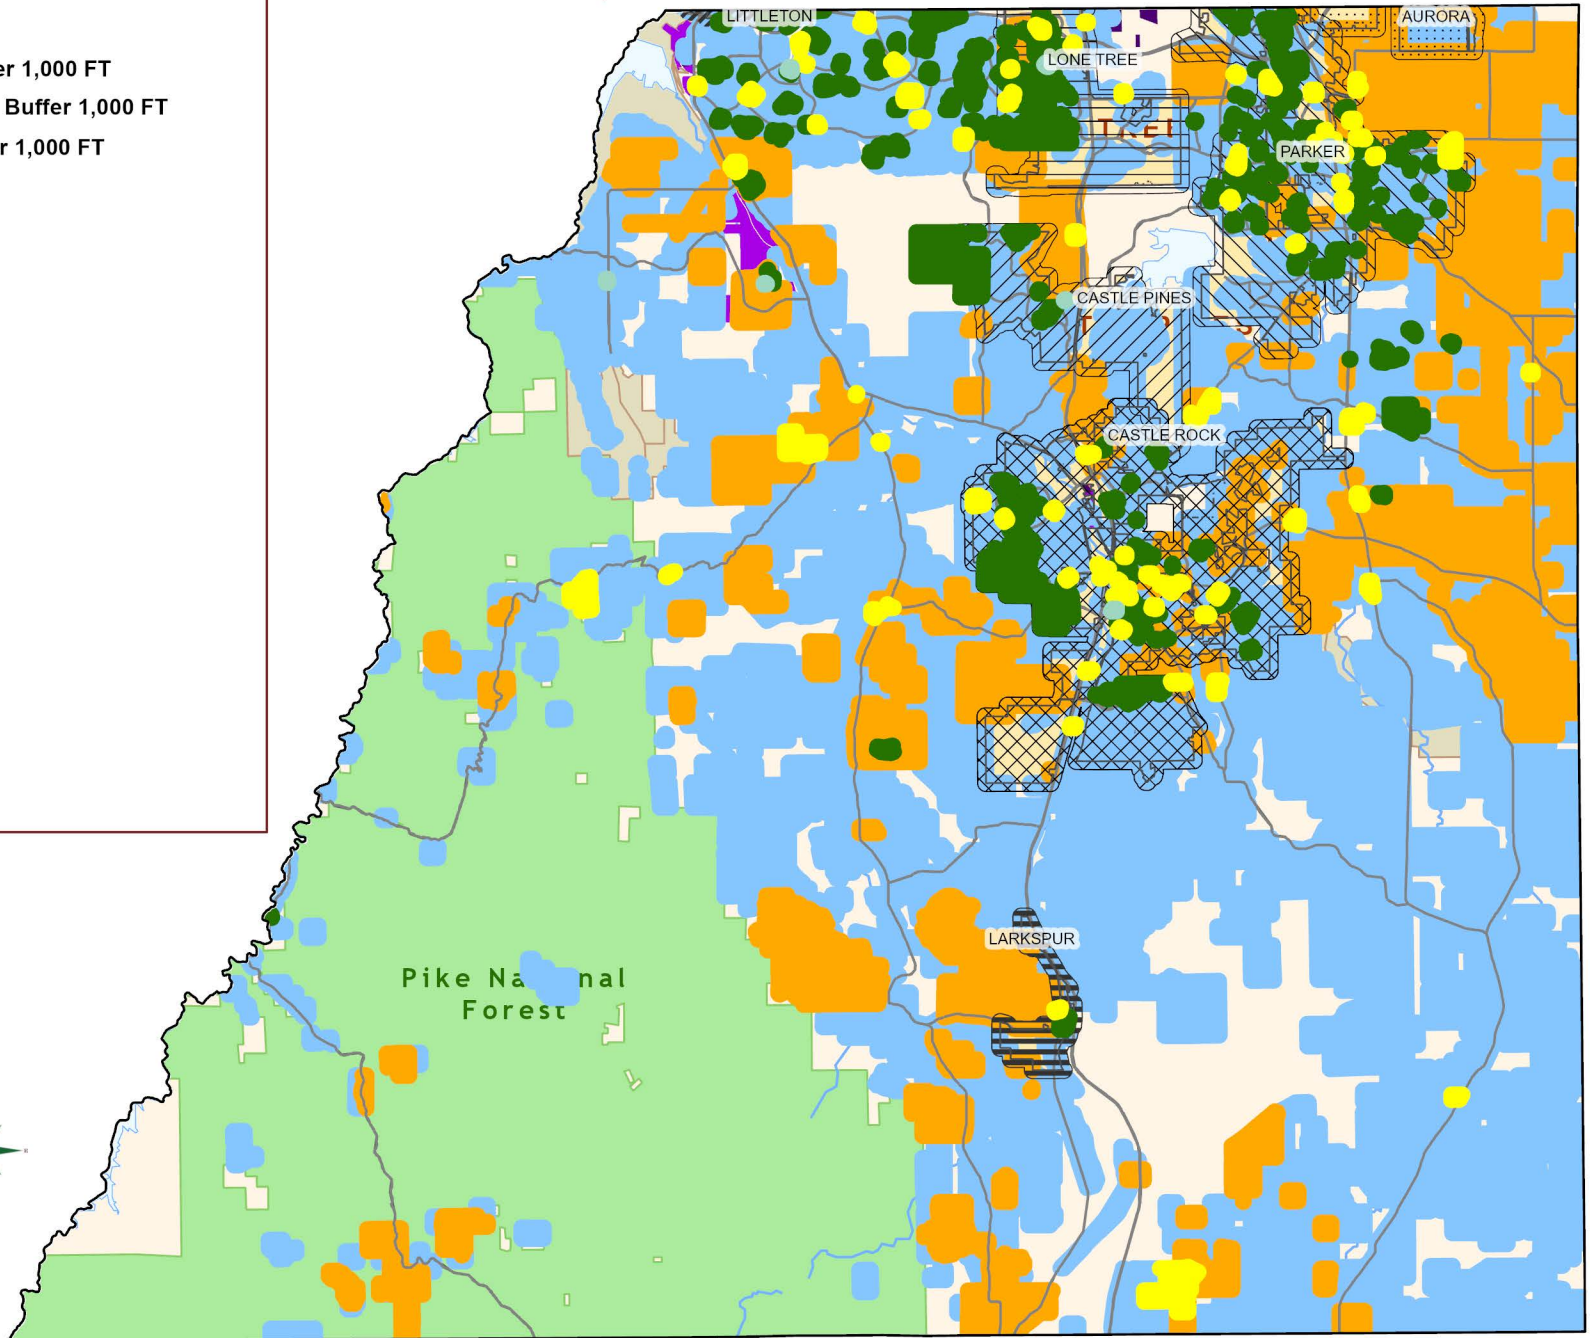 er 1,000 FT
Buffer 1,000 FT
r 1,000 FT
LITTLETON
AURORA
LONE TREE
PARKER
CASTLE PINES
CASTLE ROCK
LARKSPUR
Pike Na nal
Forest